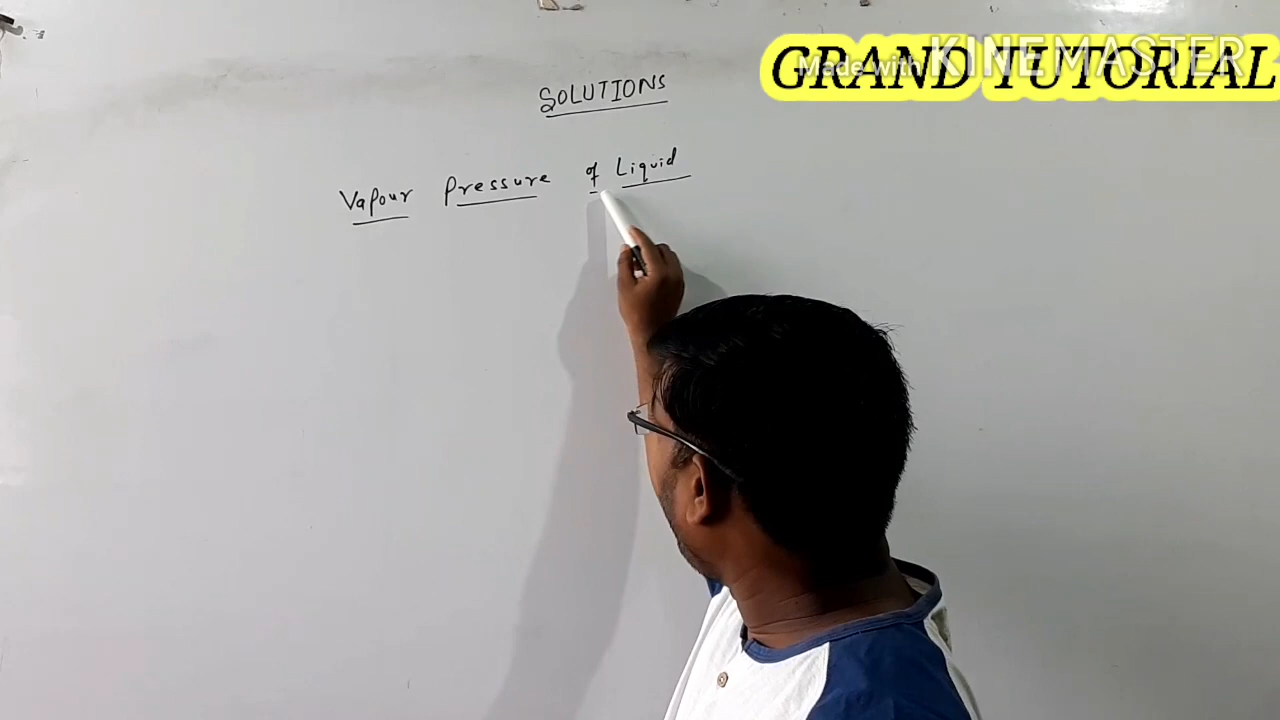 GRAND TUTORIAL
Made with KINEMASTER
SOLUTIONS
Vapour Pressure of Liquid